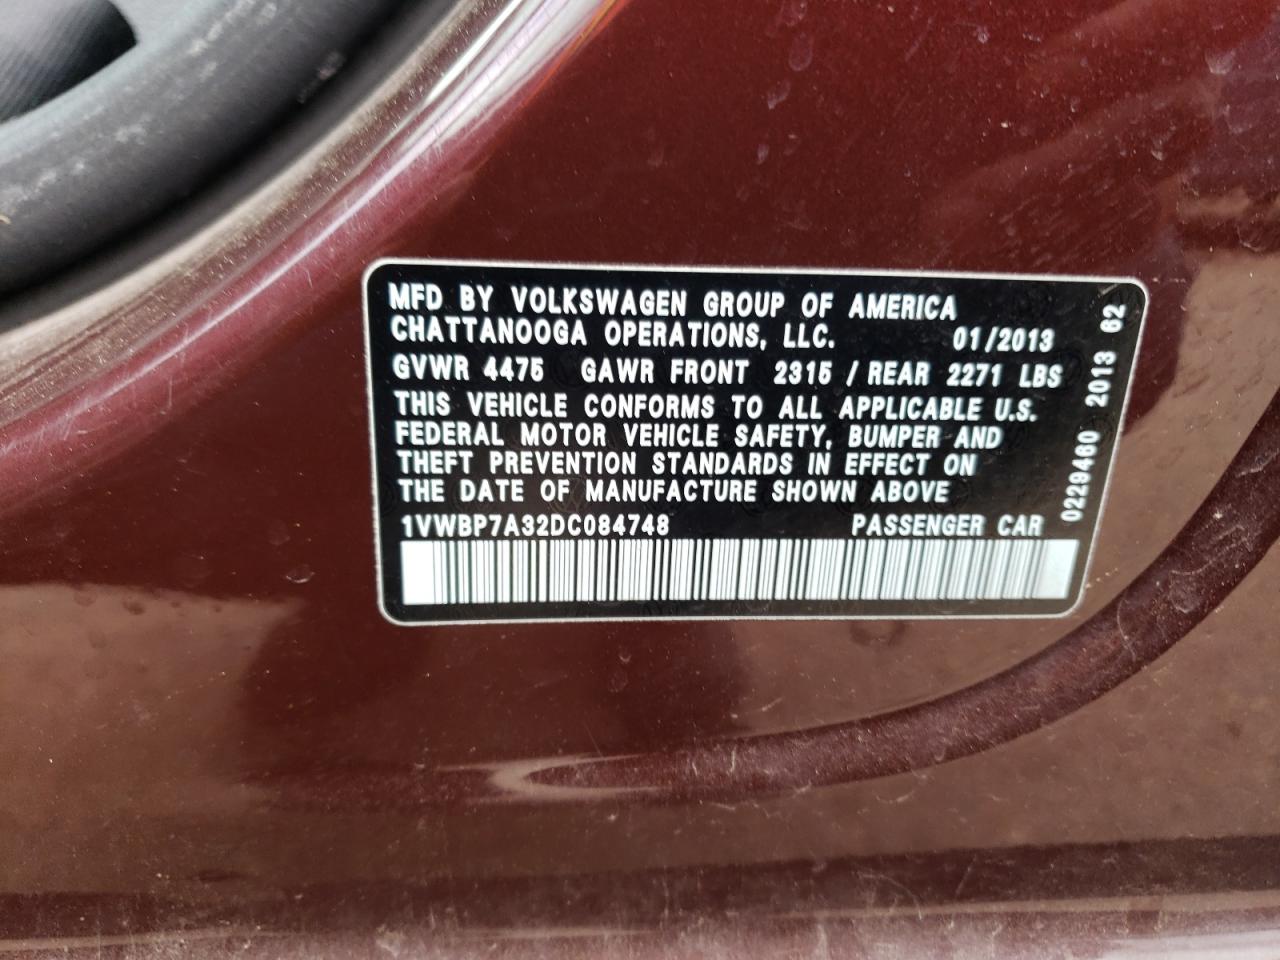 MFD BY VOLKSWAGEN GROUP OF AMERICA
CHATTANOOGA OPERATIONS, LLC. 01/2013
GVWR 4475 GAWR FRONT 2315 / REAR 2271 LBS
THIS VEHICLE CONFORMS TO ALL APPLICABLE U.S.
FEDERAL MOTOR VEHICLE SAFETY, BUMPER AND
THEFT PREVENTION STANDARDS IN EFFECT ON
THE DATE OF MANUFACTURE SHOWN ABOVE
1VWBP7A32DC084748 PASSENGER CAR
0229460 2013 62